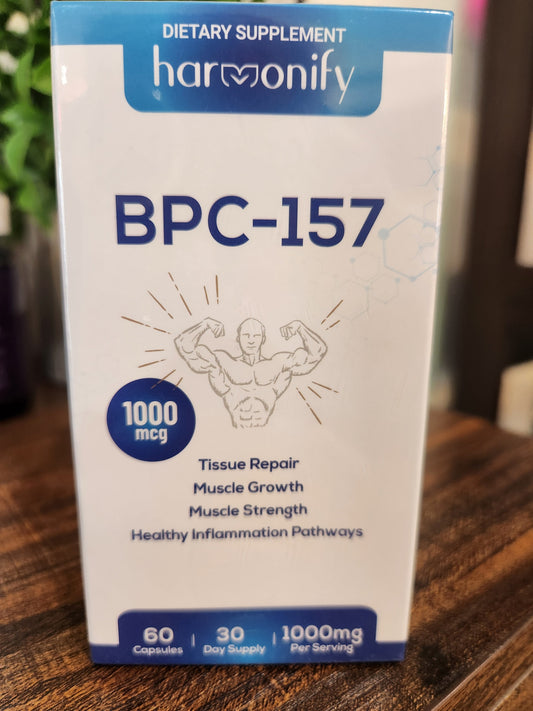 DIETARY SUPPLEMENT
harmonify
BPC-157
1000
mcg
Tissue Repair
Muscle Growth
Muscle Strength
Healthy Inflammation Pathways
60 | 30 | 1000mg
Capsules Day Supply Per Serving